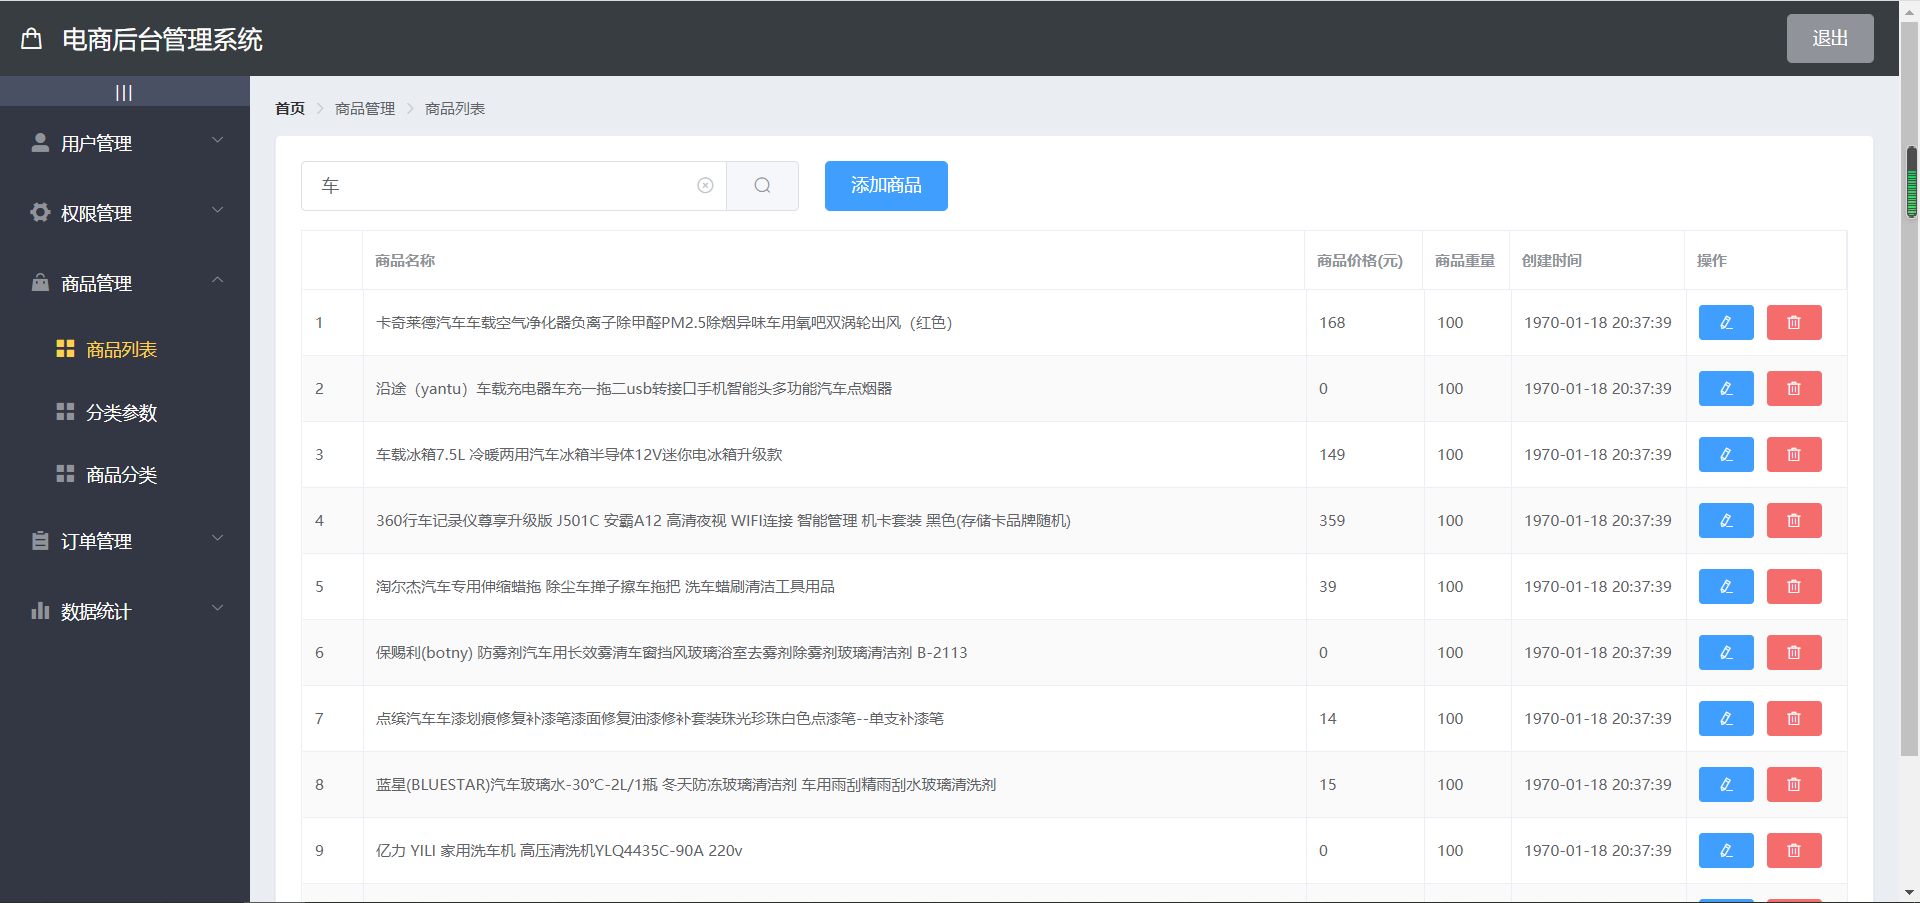 电商后台管理系统
退出
|||
用户管理
权限管理
商品管理
商品列表
分类参数
商品分类
订单管理
数据统计
首页 > 商品管理 > 商品列表
车
添加商品
商品名称 商品价格(元) 商品重量 创建时间 操作
1 卡奇莱德汽车车载空气净化器负离子除甲醛PM2.5除烟异味车用氧吧双涡轮出风（红色） 168 100 1970-01-18 20:37:39
2 沿途（yantu）车载充电器车充一拖二usb转接口手机智能头多功能汽车点烟器 0 100 1970-01-18 20:37:39
3 车载冰箱7.5L 冷暖两用汽车冰箱半导体12V迷你电冰箱升级款 149 100 1970-01-18 20:37:39
4 360行车记录仪尊享升级版 J501C 安霸A12 高清夜视 WIFI连接 智能管理 机卡套装 黑色(存储卡品牌随机) 359 100 1970-01-18 20:37:39
5 淘尔杰汽车专用伸缩蜡拖 除尘车掸子擦车拖把 洗车蜡刷清洁工具用品 39 100 1970-01-18 20:37:39
6 保赐利(botny) 防雾剂汽车用长效雾清车窗挡风玻璃浴室去雾剂除雾剂玻璃清洁剂 B-2113 0 100 1970-01-18 20:37:39
7 点缤汽车车漆划痕修复补漆笔漆面修复油漆修补套装珠光珍珠白色点漆笔--单支补漆笔 14 100 1970-01-18 20:37:39
8 蓝星(BLUESTAR)汽车玻璃水-30℃-2L/1瓶 冬天防冻玻璃清洁剂 车用雨刮精雨刮水玻璃清洗剂 15 100 1970-01-18 20:37:39
9 亿力 YILI 家用洗车机 高压清洗机YLQ4435C-90A 220v 0 100 1970-01-18 20:37:39